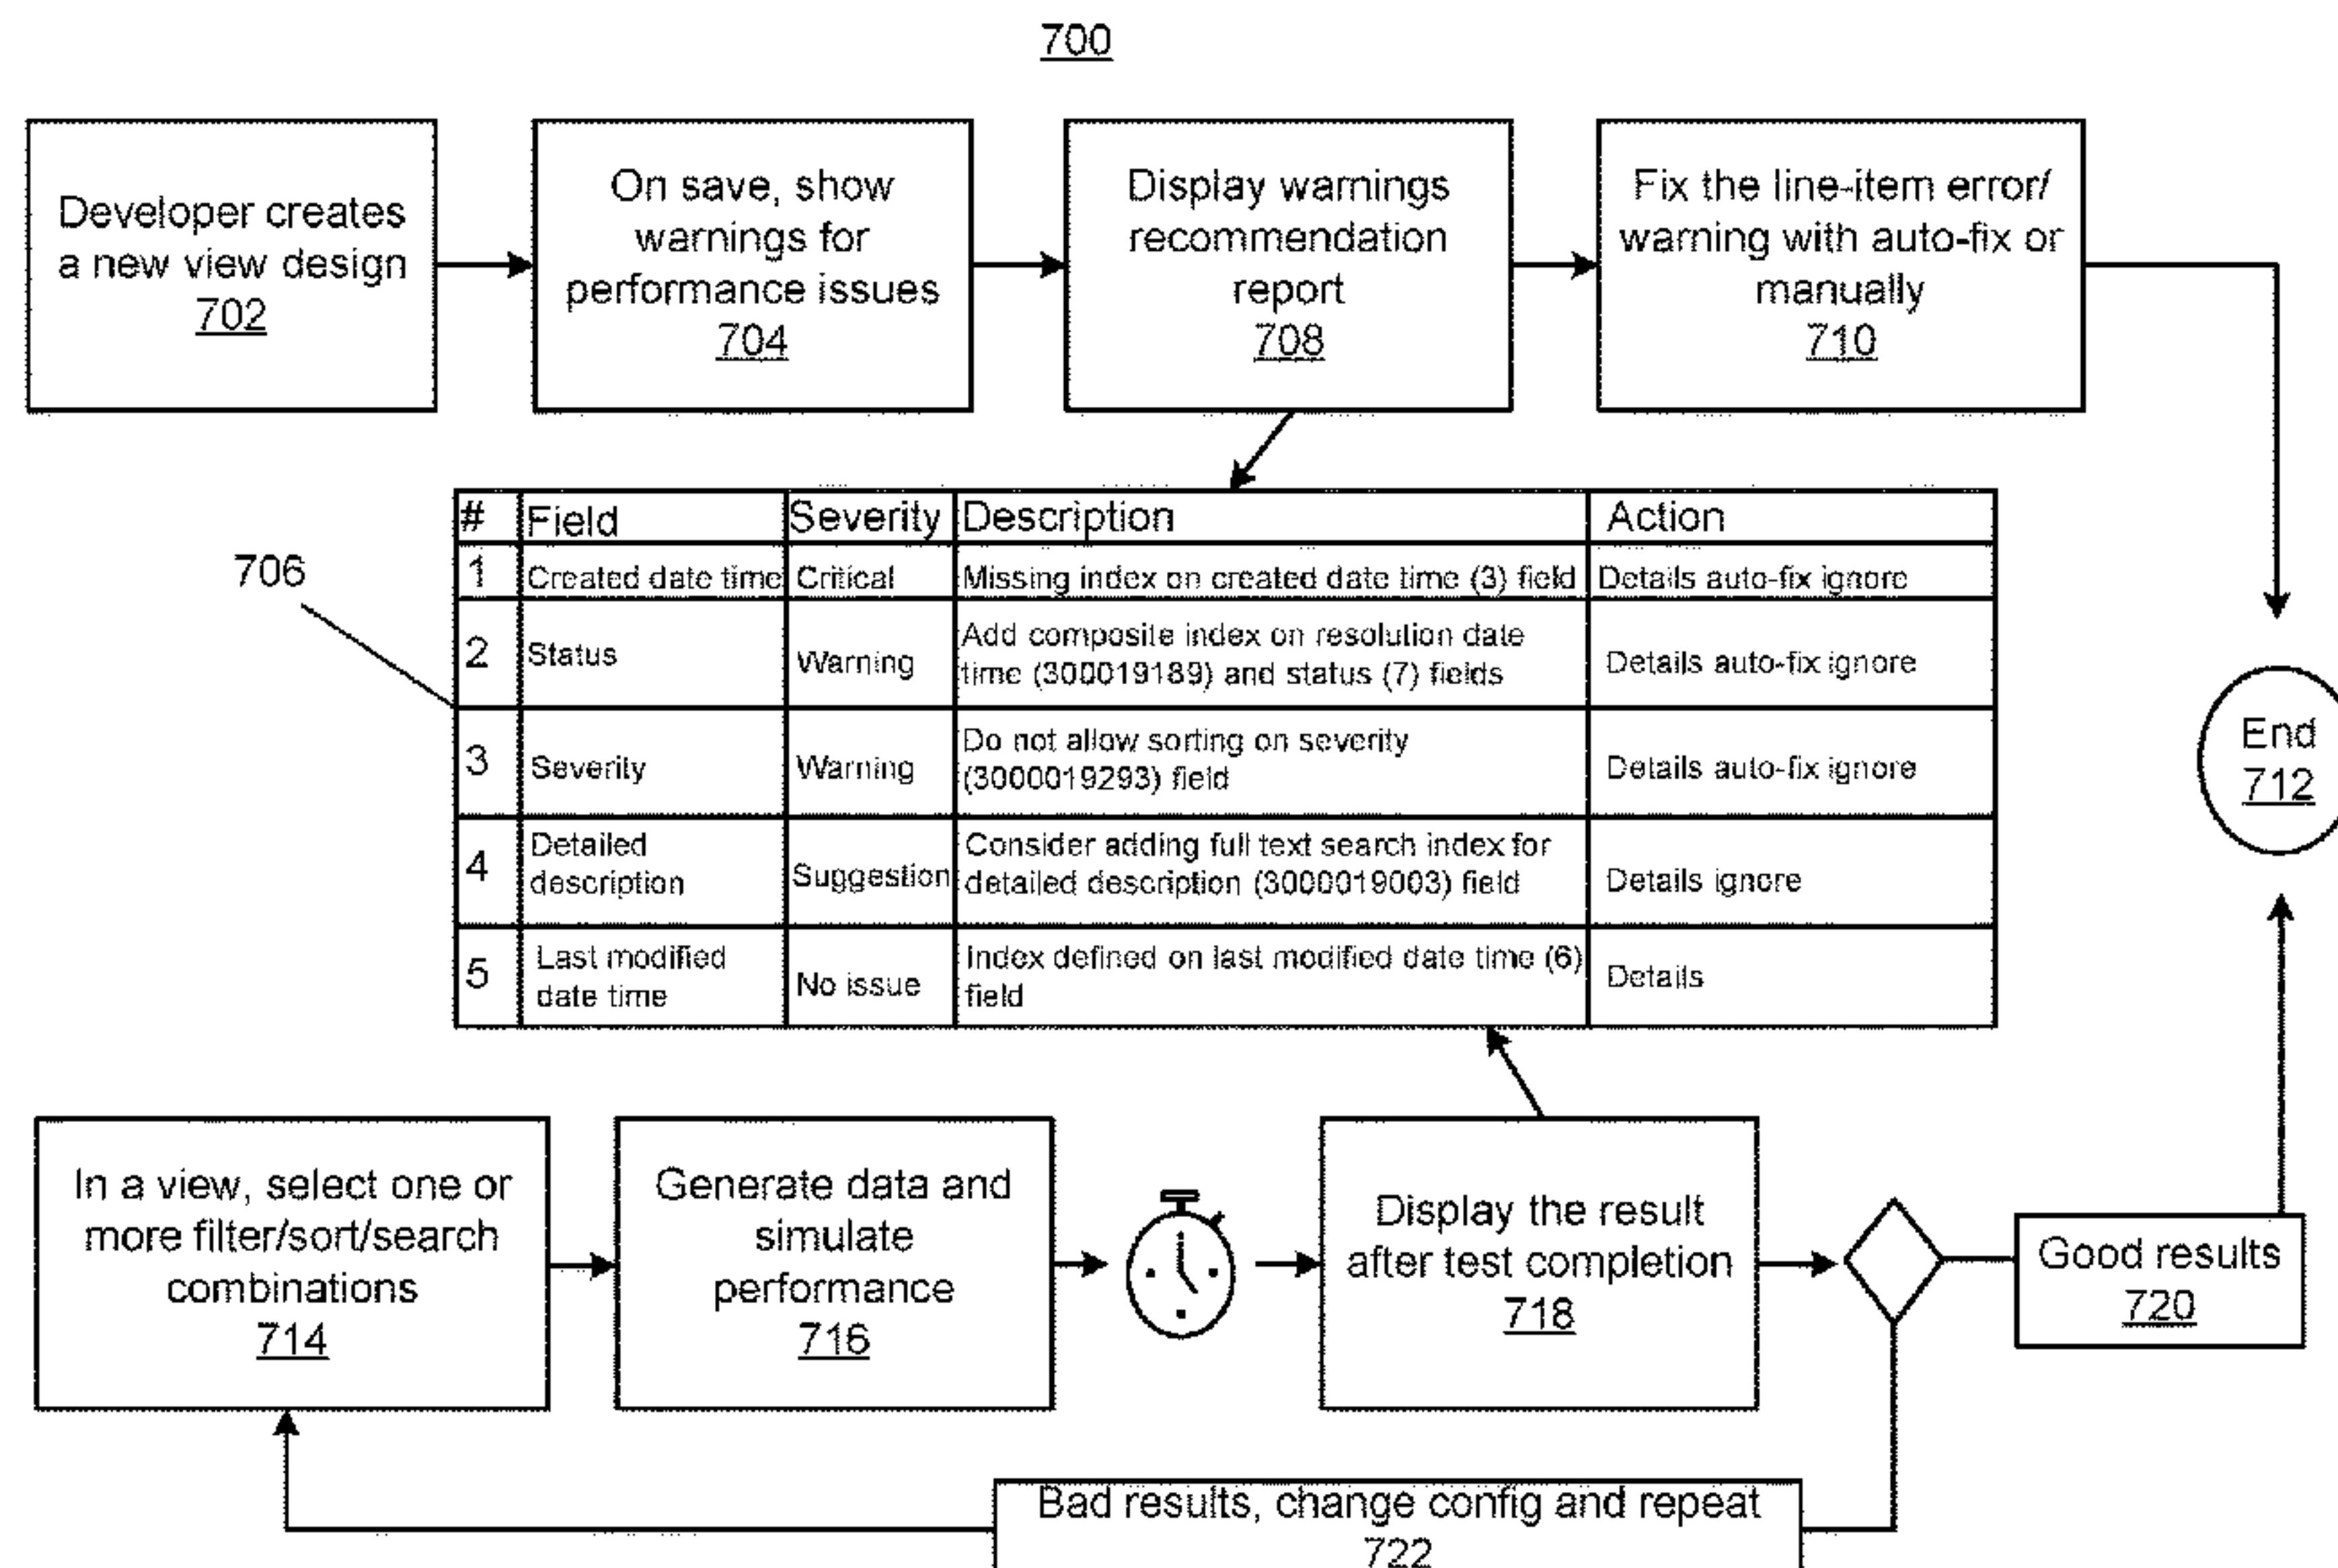 700
Developer creates
a new view design
702
On save, show
warnings for
performance issues
704
Display warnings
recommendation
report
708
Fix the line-item error/
warning with auto-fix or
manually
710
706
# Field Severity Description Action
1 Created date time Critical Missing index on created date time (3) field Details auto-fix ignore
2 Status Warning Add composite index on resolution date
time (300019189) and status (7) fields Details auto-fix ignore
3 Severity Warning Do not allow sorting on severity
(3000019293) field Details auto-fix ignore
4 Detailed
description Suggestion Consider adding full text search index for
detailed description (3000019003) field Details ignore
5 Last modified
date time No issue Index defined on last modified date time (6)
field Details
End
712
In a view, select one or
more filter/sort/search
combinations
714
Generate data and
simulate
performance
716
Display the result
after test completion
718
Good results
720
Bad results, change config and repeat
722